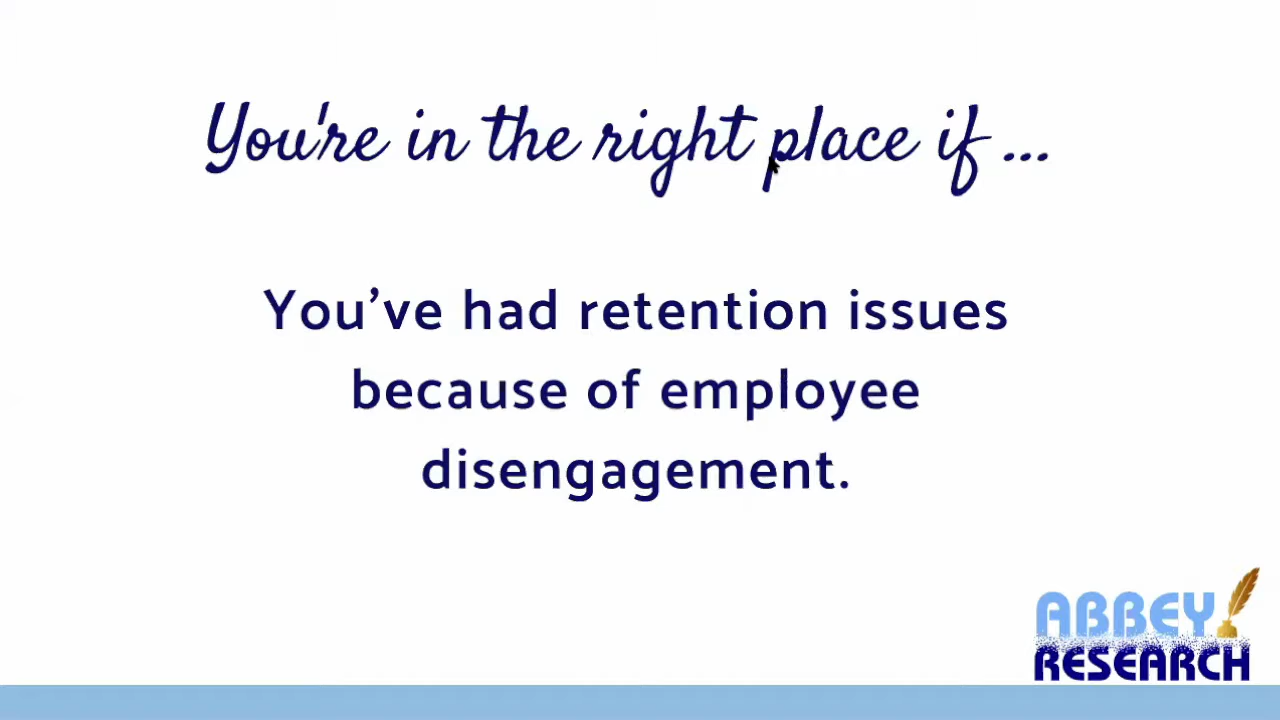 You're in the right place if ...
You’ve had retention issues
because of employee
disengagement.
ABBEY
RESEARCH